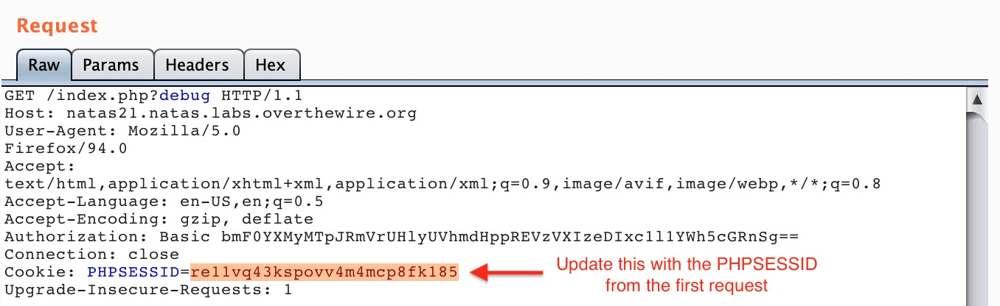 Request
Raw Params Headers Hex
GET /index.php?debug HTTP/1.1
Host: natas21.natas.labs.overthewire.org
User-Agent: Mozilla/5.0
Firefox/94.0
Accept:
text/html,application/xhtml+xml,application/xml;q=0.9,image/avif,image/webp,*/*;q=0.8
Accept-Language: en-US,en;q=0.5
Accept-Encoding: gzip, deflate
Authorization: Basic bmF0YXMyMTpJRmVrUHlyUVhmdHppREVzVXIzeDIxc1l1YWh5cGRnSg==
Connection: close
Cookie: PHPSESSID=re11vq43kspovv4m4mcp8fk185
Update this with the PHPSESSID
from the first request
Upgrade-Insecure-Requests: 1